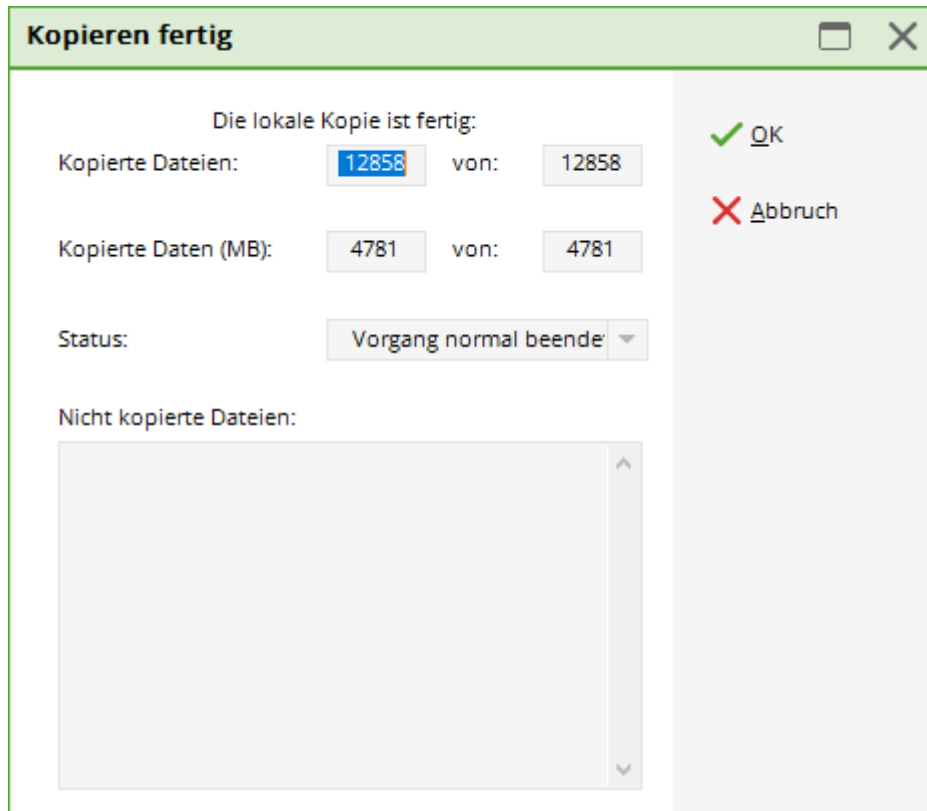 Kopieren fertig
Die lokale Kopie ist fertig:
Kopierte Dateien: 12858 von: 12858
OK
Abbruch
Kopierte Daten (MB): 4781 von: 4781
Status: Vorgang normal beendet
Nicht kopierte Dateien: